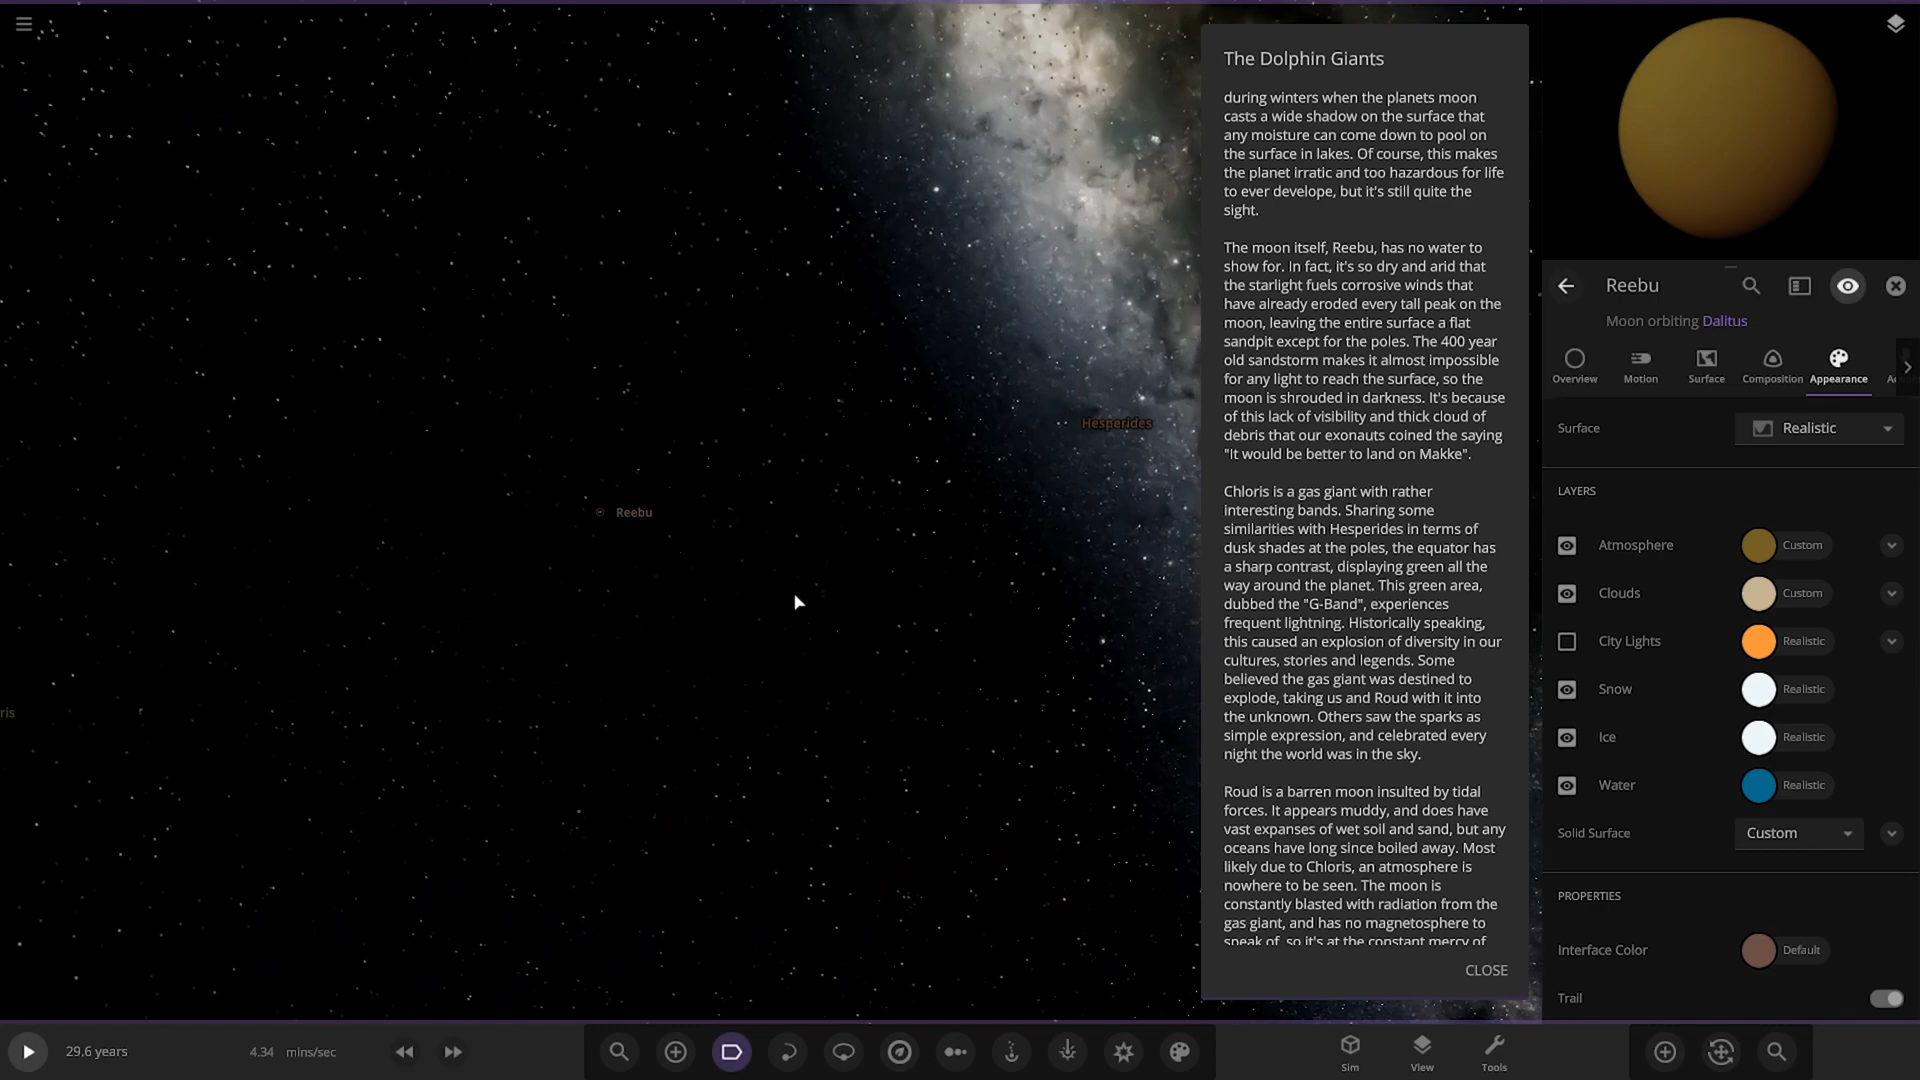 The Dolphin Giants
during winters when the planets moon
casts a wide shadow on the surface that
any moisture can come down to pool on
the surface in lakes. Of course, this makes
the planet irratic and too hazardous for life
to ever develope, but it's still quite the
sight.
The moon itself, Reebu, has no water to
show for. In fact, it's so dry and arid that
the starlight fuels corrosive winds that
have already eroded every tall peak on the
moon, leaving the entire surface a flat
sandpit except for the poles. The 400 year
old sandstorm makes it almost impossible
for any light to reach the surface, so the
moon is shrouded in darkness. It's because
of this lack of visibility and thick cloud of
debris that our exonauts coined the saying
"It would be better to land on Makke".
Chloris is a gas giant with rather
interesting bands. Sharing some
similarities with Hesperides in terms of
dusk shades at the poles, the equator has
a sharp contrast, displaying green all the
way around the planet. This green area,
dubbed the "G-Band", experiences
frequent lightning. Historically speaking,
this caused an explosion of diversity in our
cultures, stories and legends. Some
believed the gas giant was destined to
explode, taking us and Roud with it into
the unknown. Others saw the sparks as
simple expression, and celebrated every
night the world was in the sky.
Roud is a barren moon insulted by tidal
forces. It appears muddy, and does have
vast expanses of wet soil and sand, but any
oceans have long since boiled away. Most
likely due to Chloris, an atmosphere is
nowhere to be seen. The moon is
constantly blasted with radiation from the
gas giant, and has no magnetosphere to
speak of, so it's at the constant mercy of
CLOSE
Hesperides
Reebu
ris
Reebu
Moon orbiting Dalitus
Overview Motion Surface Composition Appearance
Surface Realistic
LAYERS
Atmosphere Custom
Clouds Custom
City Lights Realistic
Snow Realistic
Ice Realistic
Water Realistic
Solid Surface Custom
PROPERTIES
Interface Color Default
Trail
29.6 years 4.34 mins/sec
Sim View Tools